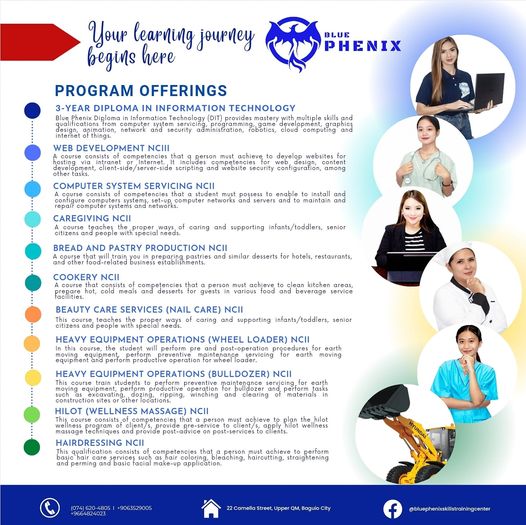 Your learning journey
begins here
BLUE
PHENIX
PROGRAM OFFERINGS
3-YEAR DIPLOMA IN INFORMATION TECHNOLOGY
Blue Phenix Diploma in Information Technology (DIT) provides mastery with multiple skills and
qualifications from computer system servicing, programming, game development, graphics
design, animation, network and security administration, robotics, cloud computing and
internet of things.
WEB DEVELOPMENT NCIII
A course consists of competencies that a person must achieve to develop websites for
hosting via intranet or Internet. It includes competencies for web design, content
development, client-side/server-side scripting and website security configuration, among
other tasks.
COMPUTER SYSTEM SERVICING NCII
A course consists of competencies that a student must possess to enable to install and
configure computers systems, set-up computer networks and servers and to maintain and
repair computer systems and networks.
CAREGIVING NCII
A course teaches the proper ways of caring and supporting infants/toddlers, senior
citizens and people with special needs.
BREAD AND PASTRY PRODUCTION NCII
A course that will train you in preparing pastries and similar desserts for hotels, restaurants,
and other food-related business establishments.
COOKERY NCII
A course that consists of competencies that a person must achieve to clean kitchen areas,
prepare hot, cold meals and desserts for guests in various food and beverage service
facilities.
BEAUTY CARE SERVICES (NAIL CARE) NCII
This course teaches the proper ways of caring and supporting infants/toddlers, senior
citizens and people with special needs.
HEAVY EQUIPMENT OPERATIONS (WHEEL LOADER) NCII
In this course, the student will perform pre and post-operation procedures for earth
moving equipment, perform preventive maintenance servicing for earth moving
equipment and perform productive operation for wheel loader.
HEAVY EQUIPMENT OPERATIONS (BULLDOZER) NCII
This course train students to perform preventive maintenance servicing for earth
moving equipment, perform productive operation for bulldozer and perform tasks
such as excavating, dozing, ripping, winching and clearing of materials in
construction sites or other locations.
HILOT (WELLNESS MASSAGE) NCII
This course consists of competencies that a person must achieve to plan the hilot
wellness program of client/s, provide pre-service to client/s, apply hilot wellness
massage techniques and provide post-advice on post-services to clients.
HAIRDRESSING NCII
This qualification consists of competencies that a person must achieve to perform
basic hair care services such as hair coloring, bleaching, haircutting, straightening
and perming and basic facial make-up application.
(074) 620-4805 | +9063529005
+9664824023
22 Camella Street, Upper QM, Baguio City
@bluephenixskillstrainingcenter